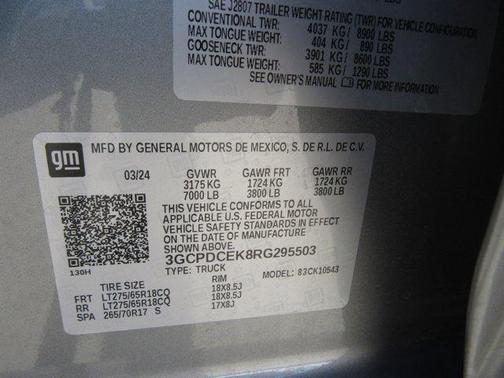 SAE J2807 TRAILER WEIGHT RATING (TWR) FOR VEHICLE CONFIGURATION
CONVENTIONAL TWR: 4037 KG / 8900 LBS
MAX TONGUE WEIGHT: 404 KG / 890 LBS
GOOSENECK TWR: 3901 KG / 8600 LBS
MAX TONGUE WEIGHT: 585 KG / 1290 LBS
SEE OWNER'S MANUAL FOR MORE INFORMATION
gm
MFD BY GENERAL MOTORS DE MEXICO, S. DE R.L. DE C.V.
03/24 GVWR GAWR FRT GAWR RR
3175 KG 1724 KG 1724 KG
7000 LB 3800 LB 3800 LB
THIS VEHICLE CONFORMS TO ALL
APPLICABLE U.S. FEDERAL MOTOR
VEHICLE SAFETY STANDARDS IN EFFECT
ON THE DATE OF MANUFACTURE
SHOWN ABOVE.
3GCPDCEK8RG295503
130H
TYPE: TRUCK 83CK10543
TIRE SIZE RIM
FRT LT275/65R18CQ 18X8.5J
RR LT275/65R18CQ 18X8.5J
SPA 265/70R17 S 17X8J